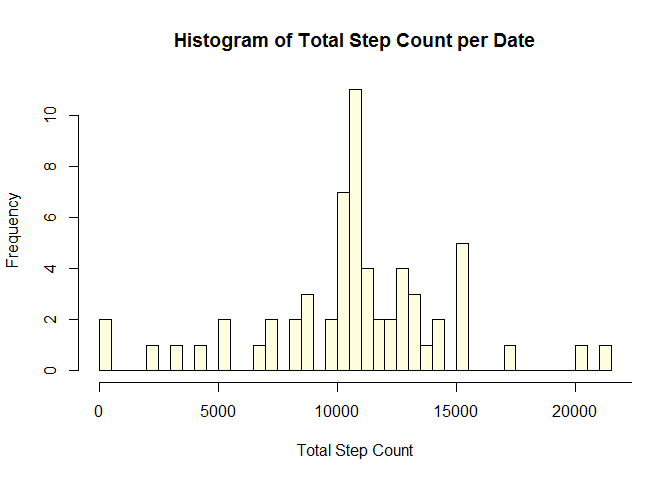 Histogram of Total Step Count per Date
Frequency
0
2
4
6
8
10
0 5000 10000 15000 20000
Total Step Count